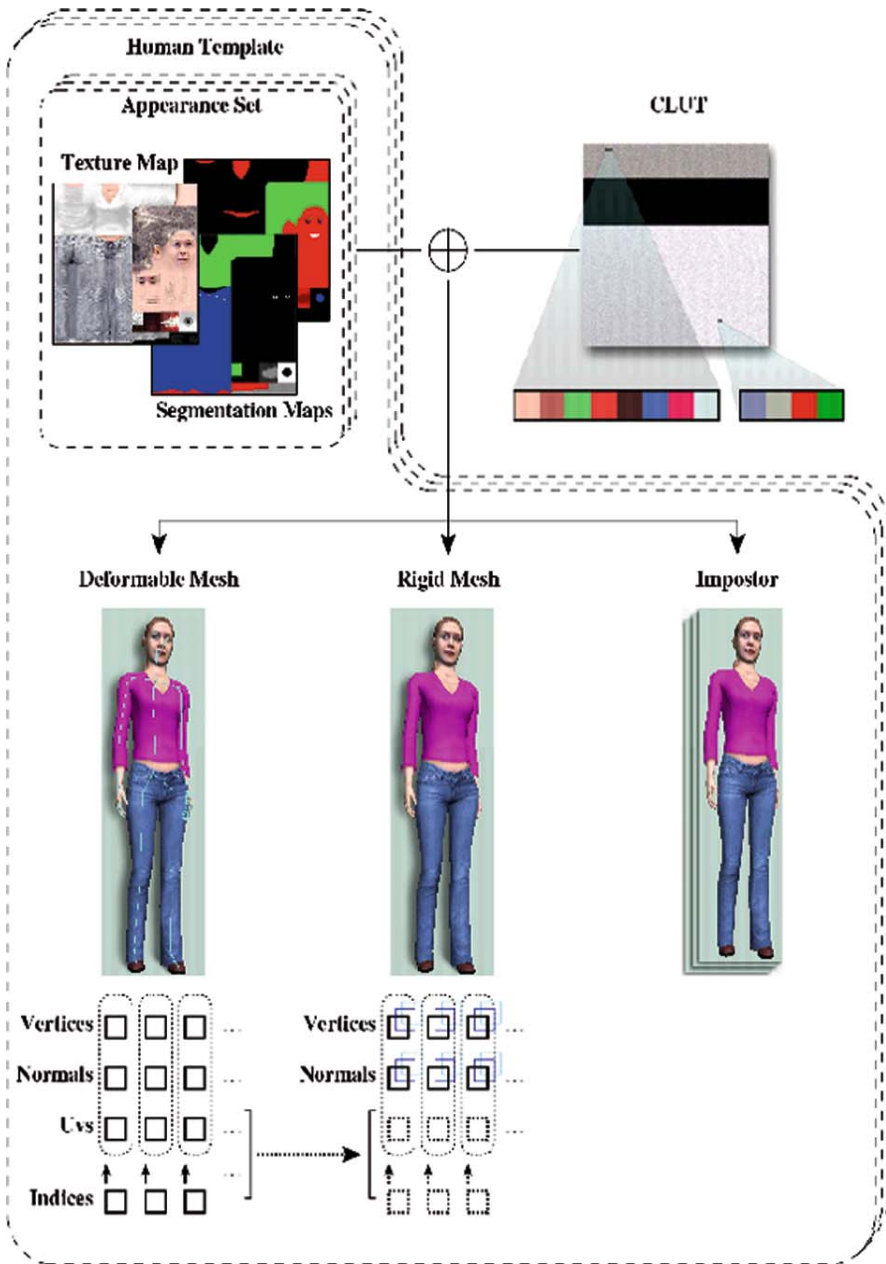 Human Template
Appearance Set
CLUT
Texture Map
Segmentation Maps
Deformable Mesh
Rigid Mesh
Impostor
Vertices
...
Vertices
...
Normals
...
Normals
...
Uvs
...
...
...
Indices